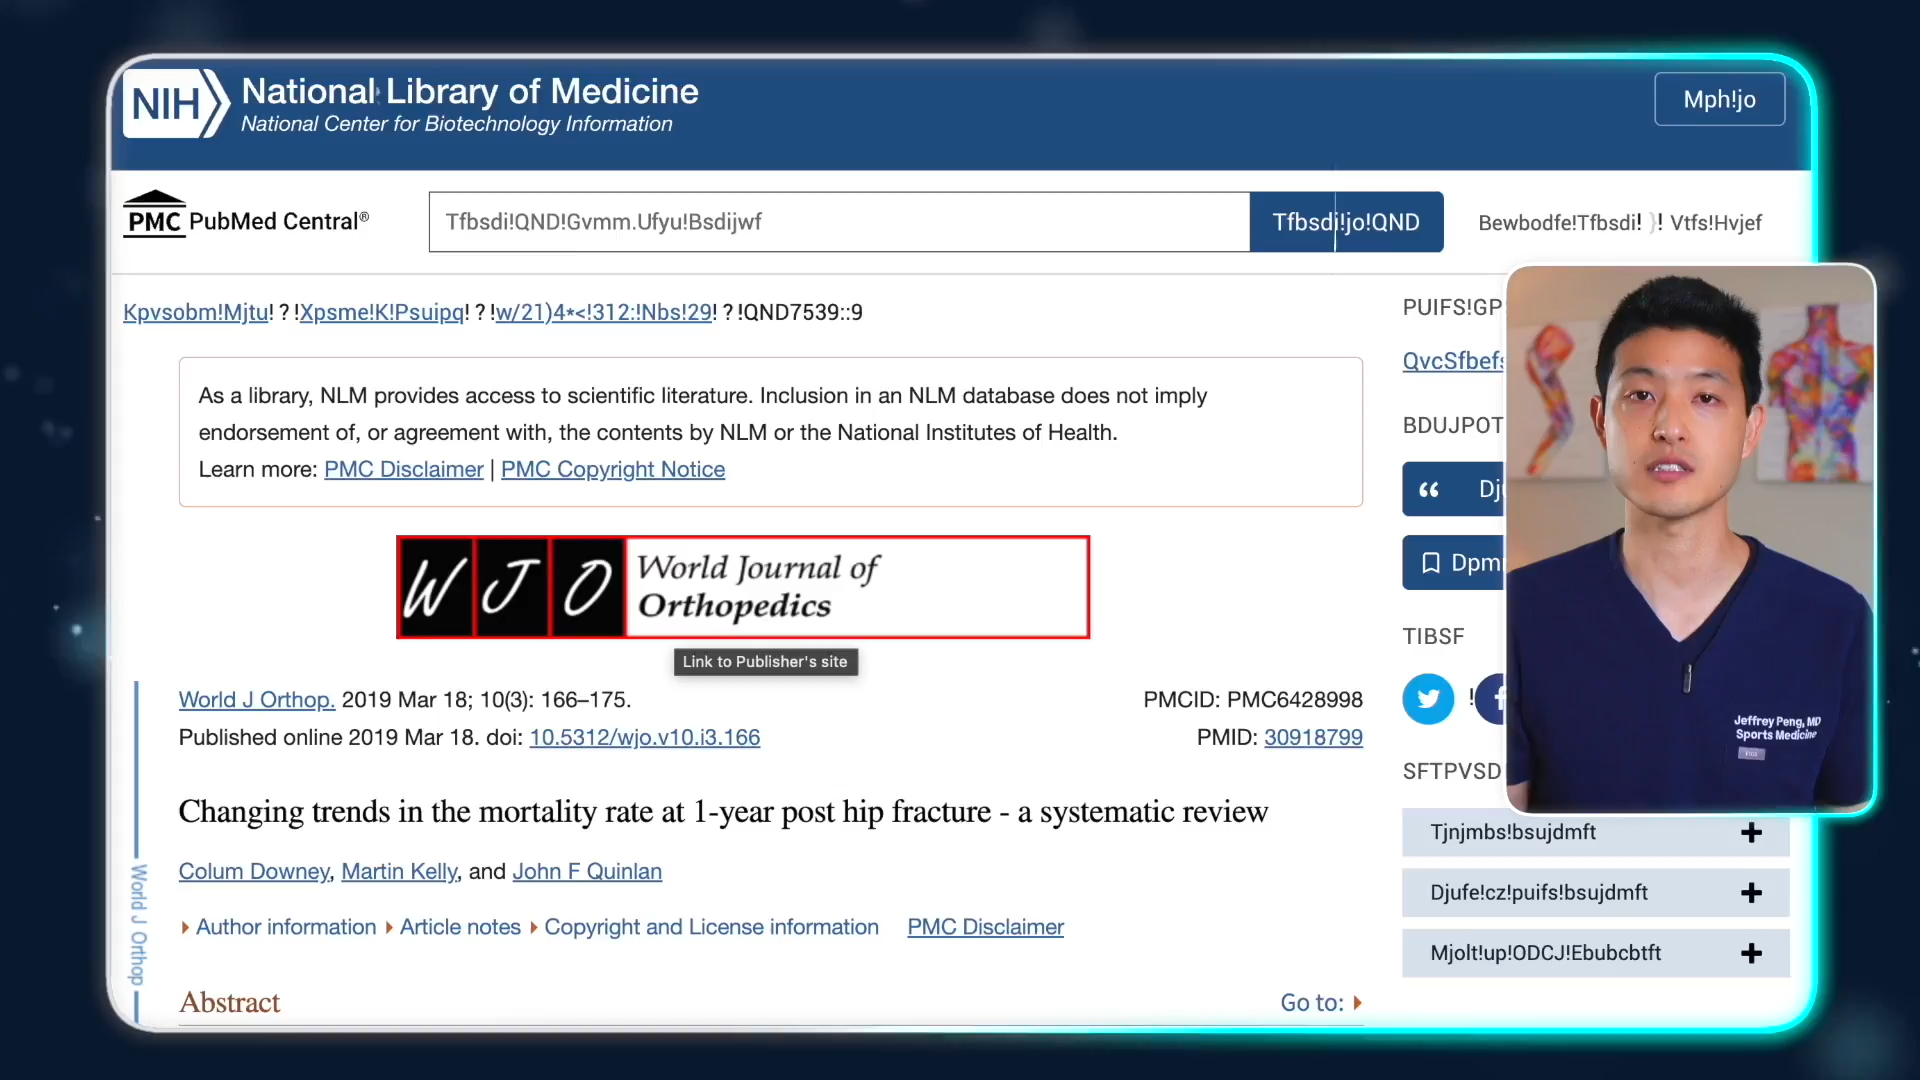 NIH National Library of Medicine
National Center for Biotechnology Information
Mph!jo
PMC PubMed Central®
Tfbsdi!QND!Gvmm.Ufyu!Bsdijwf
Tfbsdi!jo!QND
Bewbodfe!Tfbsdi! }! Vtfs!Hvjef
Kpvsobm!Mjtu! ? !Xpsme!K!Psuipq! ? !w/21)4*<!312:!Nbs!29! ? !QND7539::9
As a library, NLM provides access to scientific literature. Inclusion in an NLM database does not imply
endorsement of, or agreement with, the contents by NLM or the National Institutes of Health.
Learn more: PMC Disclaimer | PMC Copyright Notice
WJO World Journal of
Orthopedics
Link to Publisher's site
World J Orthop. 2019 Mar 18; 10(3): 166–175.
PMCID: PMC6428998
Published online 2019 Mar 18. doi: 10.5312/wjo.v10.i3.166
PMID: 30918799
Changing trends in the mortality rate at 1-year post hip fracture - a systematic review
Colum Downey, Martin Kelly, and John F Quinlan
Author information Article notes Copyright and License information PMC Disclaimer
Abstract
Go to:
World J Orthop
PUIFS!GP
QvcSfbefs
BDUJPOT
Dj
Dpm
TIBSF
!
SFTPVSD
Tjnjmbs!bsujdmft +
Djufe!cz!puifs!bsujdmft +
Mjolt!up!ODCJ!Ebubcbtft +
Jeffrey Peng, MD
Sports Medicine